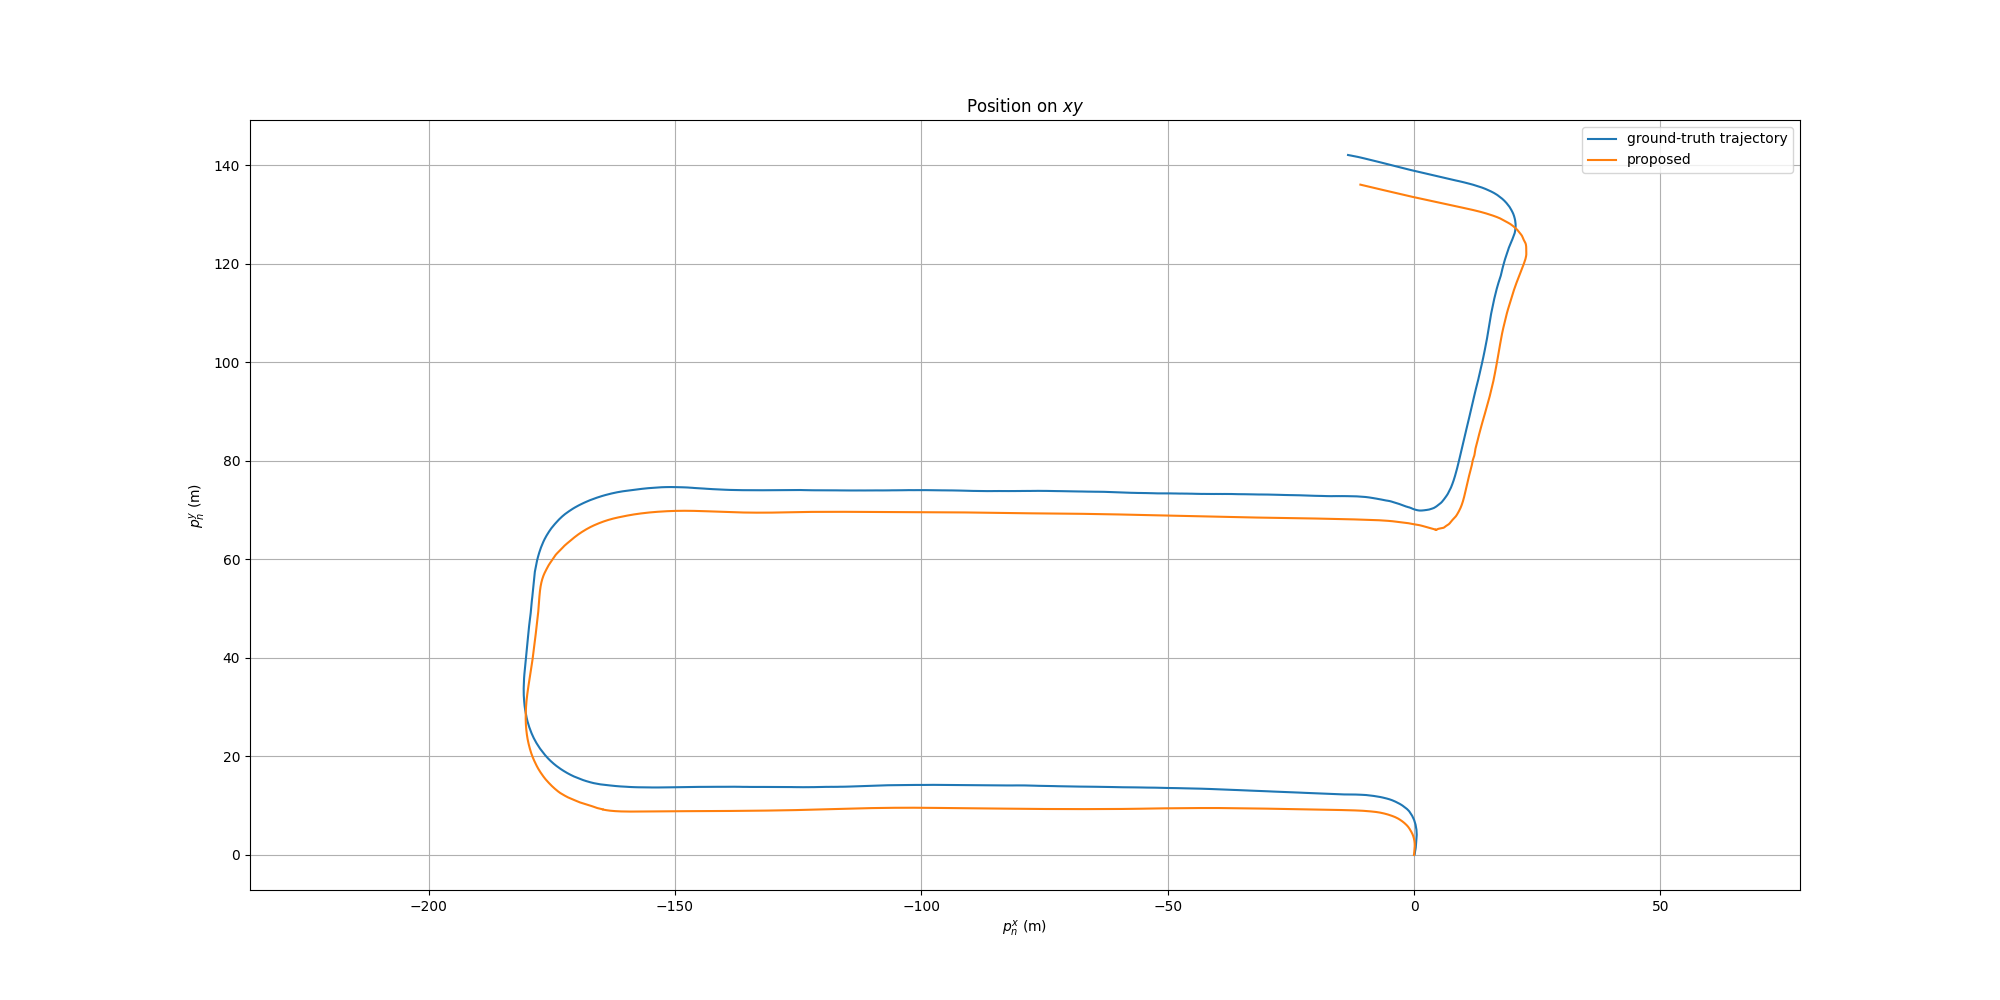 Position on xy
ground-truth trajectory
proposed
140
120
100
80
60
40
20
0
p_n^y (m)
−200
−150
−100
−50
0
50
p_n^x (m)